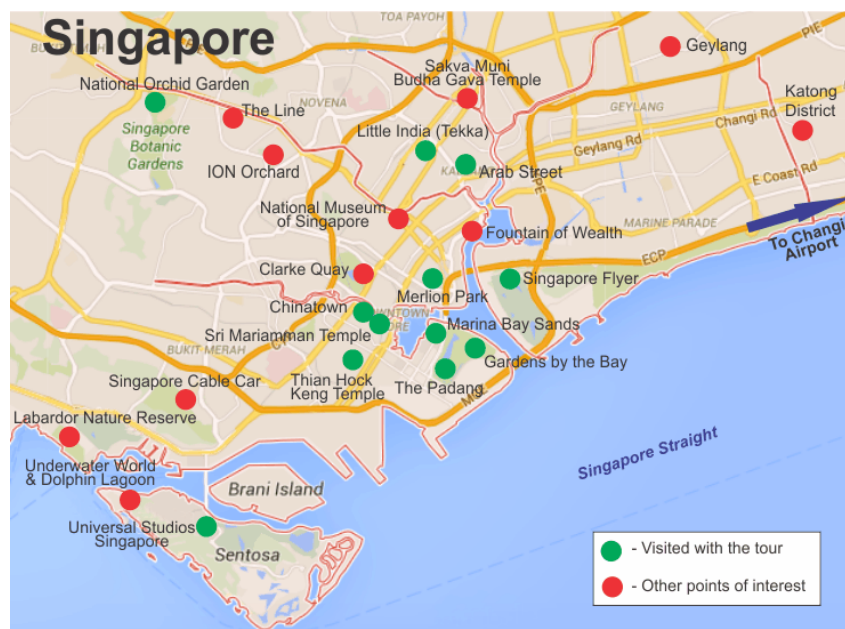 Singapore
TOA PAYOH
PIE
Geylang
National Orchid Garden
Sakva Muni
Budha Gava Temple
Katong
District
The Line
NOVENA
GEYLANG
Changi Rd
Singapore
Botanic
Gardens
Little India (Tekka)
Geylang Rd
ION Orchard
Arab Street
E Coast Rd
National Museum
of Singapore
MARINE PARADE
Fountain of Wealth
To Changi
Airport
ECP
Clarke Quay
Singapore Flyer
Merlion Park
Chinatown
Sri Mariamman Temple
Marina Bay Sands
BUKIT MERAH
Gardens by the Bay
Singapore Cable Car
Thian Hock
Keng Temple
The Padang
MCE
Labardor Nature Reserve
Singapore Straight
Underwater World
& Dolphin Lagoon
Brani Island
Universal Studios
Singapore
Sentosa
- Visited with the tour
- Other points of interest